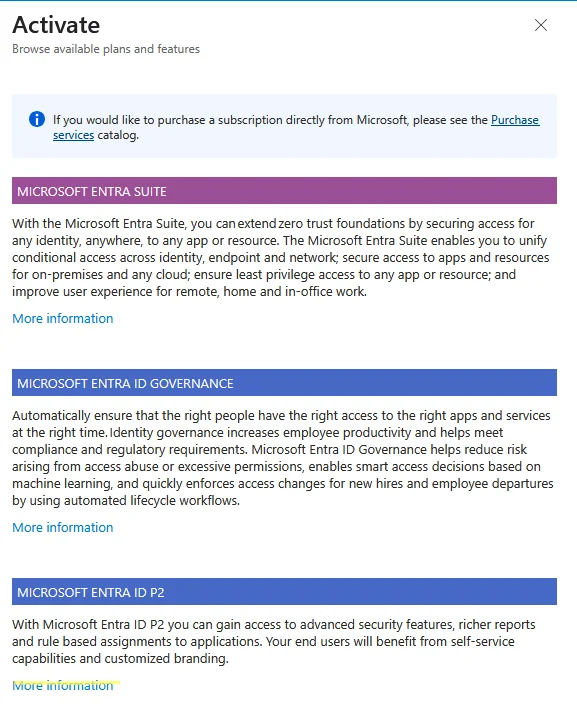 Activate
Browse available plans and features
If you would like to purchase a subscription directly from Microsoft, please see the Purchase
services catalog.
MICROSOFT ENTRA SUITE
With the Microsoft Entra Suite, you can extend zero trust foundations by securing access for
any identity, anywhere, to any app or resource. The Microsoft Entra Suite enables you to unify
conditional access across identity, endpoint and network; secure access to apps and resources
for on-premises and any cloud; ensure least privilege access to any app or resource; and
improve user experience for remote, home and in-office work.
More information
MICROSOFT ENTRA ID GOVERNANCE
Automatically ensure that the right people have the right access to the right apps and services
at the right time. Identity governance increases employee productivity and helps meet
compliance and regulatory requirements. Microsoft Entra ID Governance helps reduce risk
arising from access abuse or excessive permissions, enables smart access decisions based on
machine learning, and quickly enforces access changes for new hires and employee departures
by using automated lifecycle workflows.
More information
MICROSOFT ENTRA ID P2
With Microsoft Entra ID P2 you can gain access to advanced security features, richer reports
and rule based assignments to applications. Your end users will benefit from self-service
capabilities and customized branding.
More information